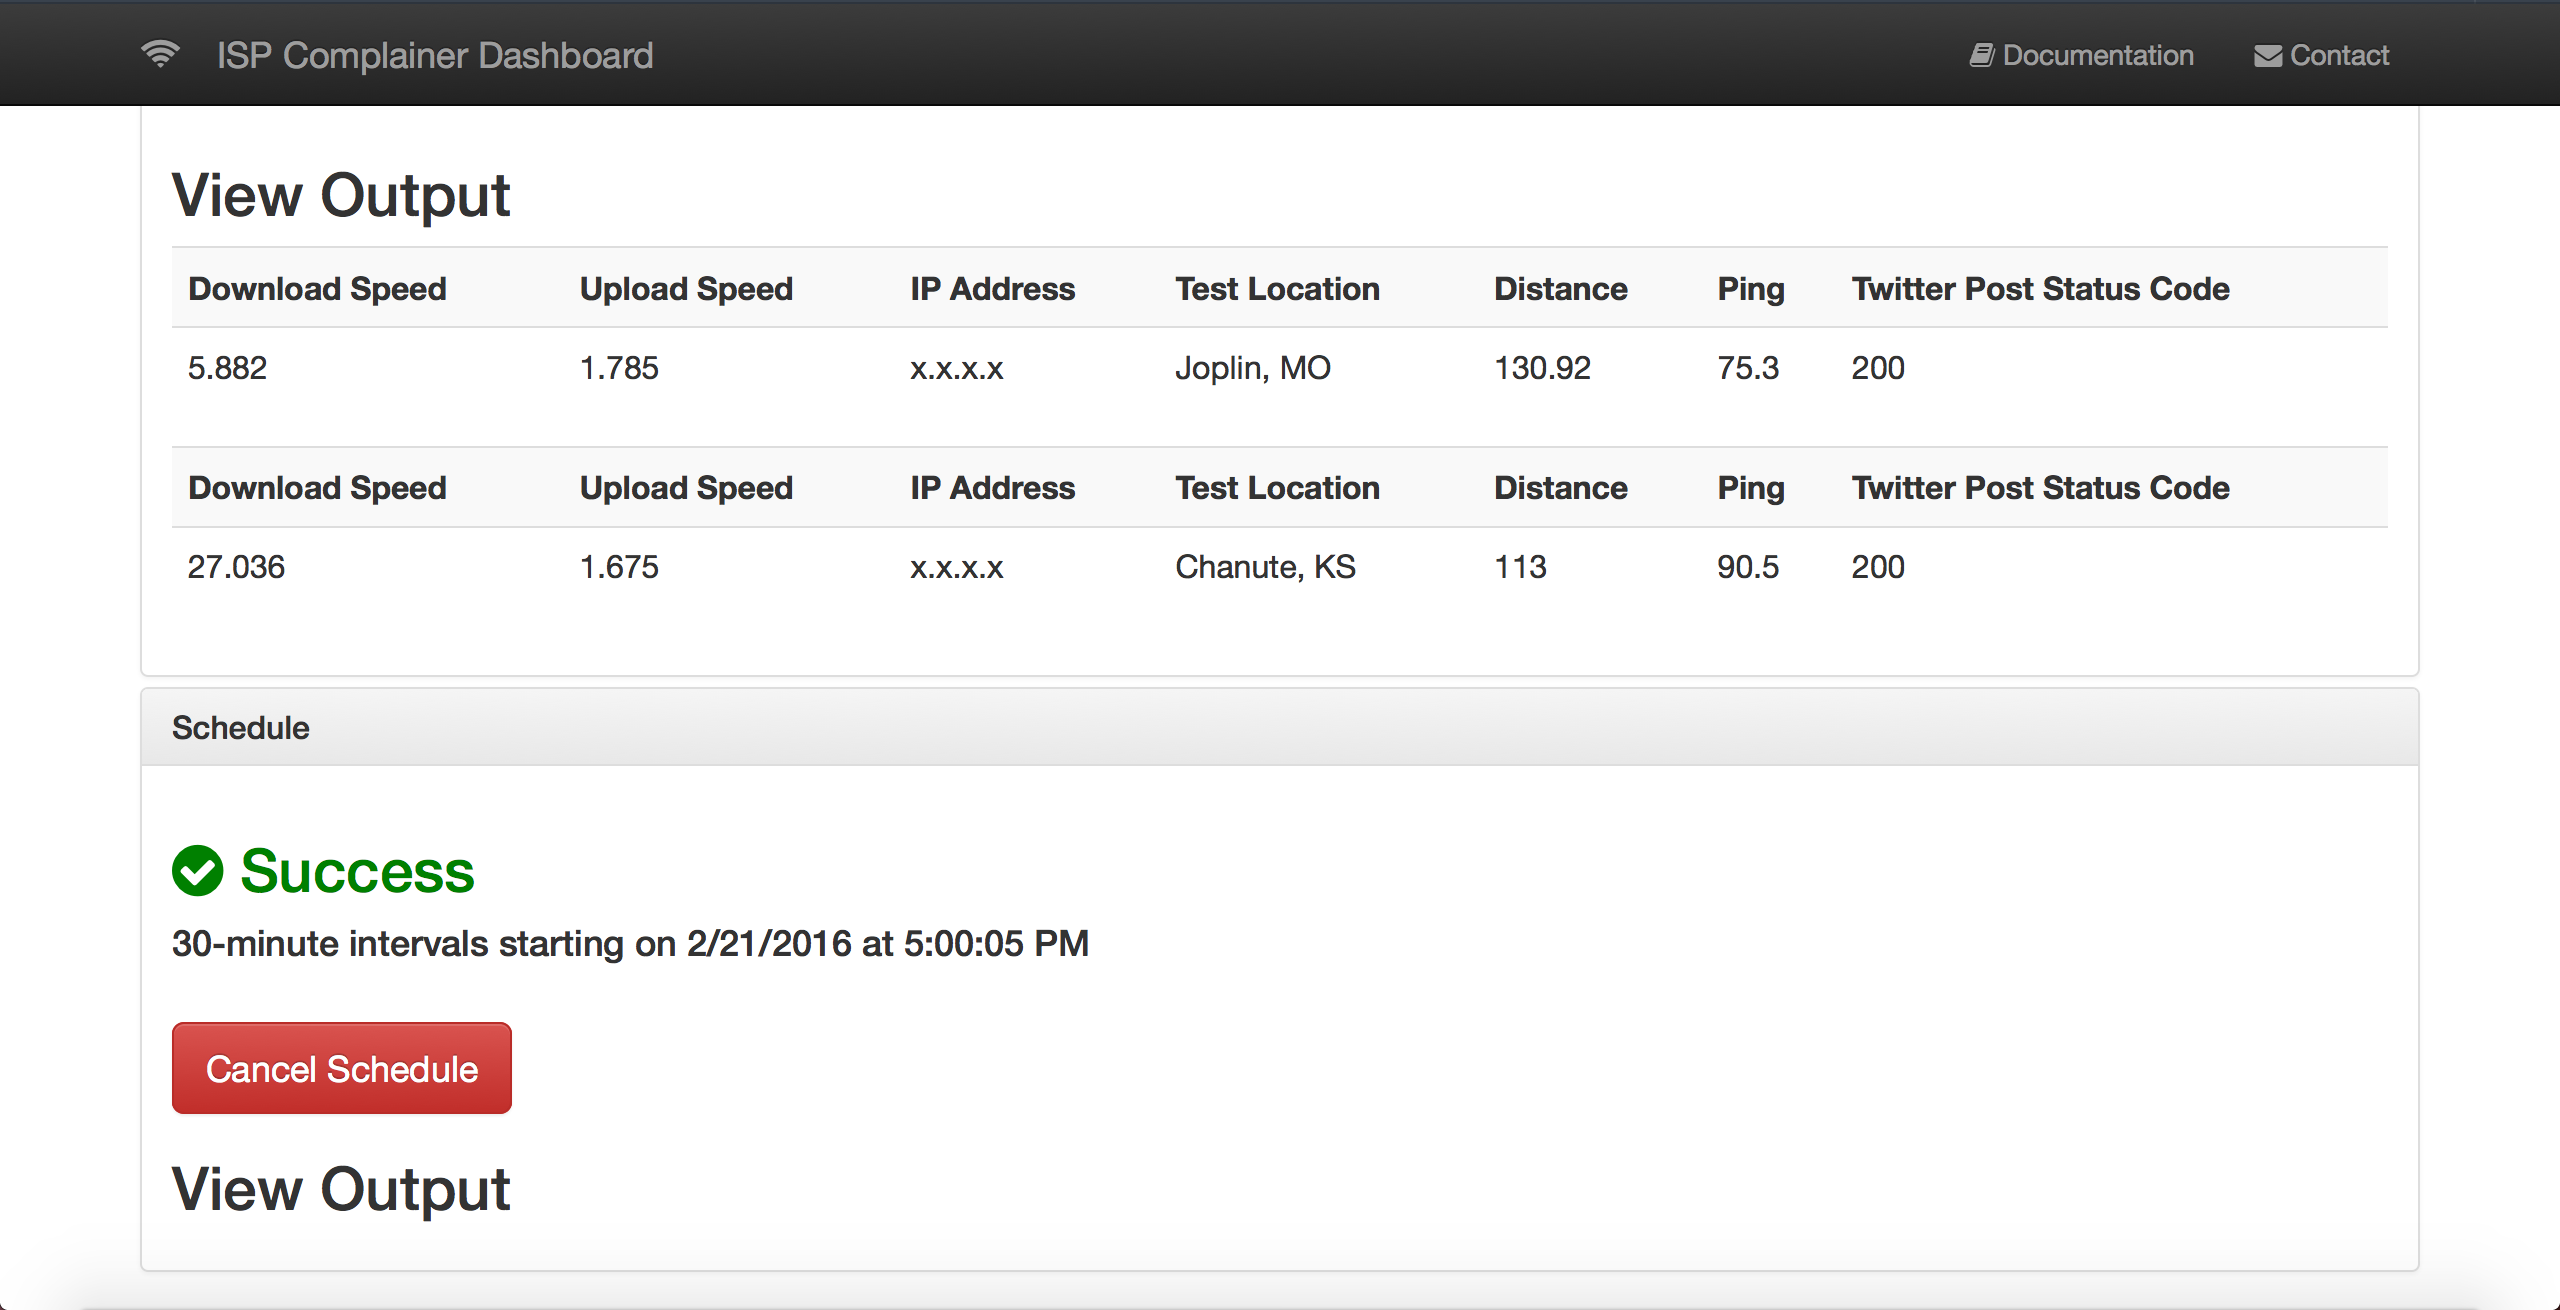 ISP Complainer Dashboard Documentation Contact
View Output
Download Speed Upload Speed IP Address Test Location Distance Ping Twitter Post Status Code
5.882 1.785 x.x.x.x Joplin, MO 130.92 75.3 200
Download Speed Upload Speed IP Address Test Location Distance Ping Twitter Post Status Code
27.036 1.675 x.x.x.x Chanute, KS 113 90.5 200
Schedule
Success
30-minute intervals starting on 2/21/2016 at 5:00:05 PM
Cancel Schedule
View Output